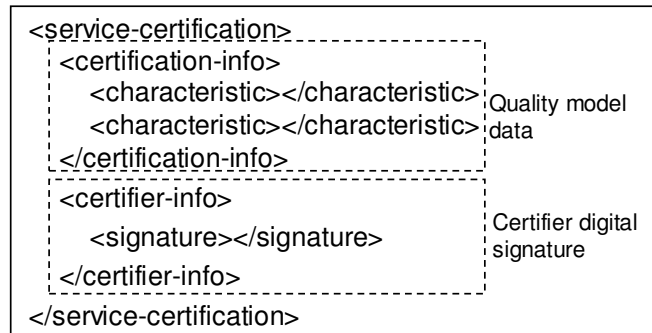 <service-certification>
<certification-info>
<characteristic></characteristic>
<characteristic></characteristic>
</certification-info>
Quality model
data
<certifier-info>
<signature></signature>
</certifier-info>
Certifier digital
signature
</service-certification>